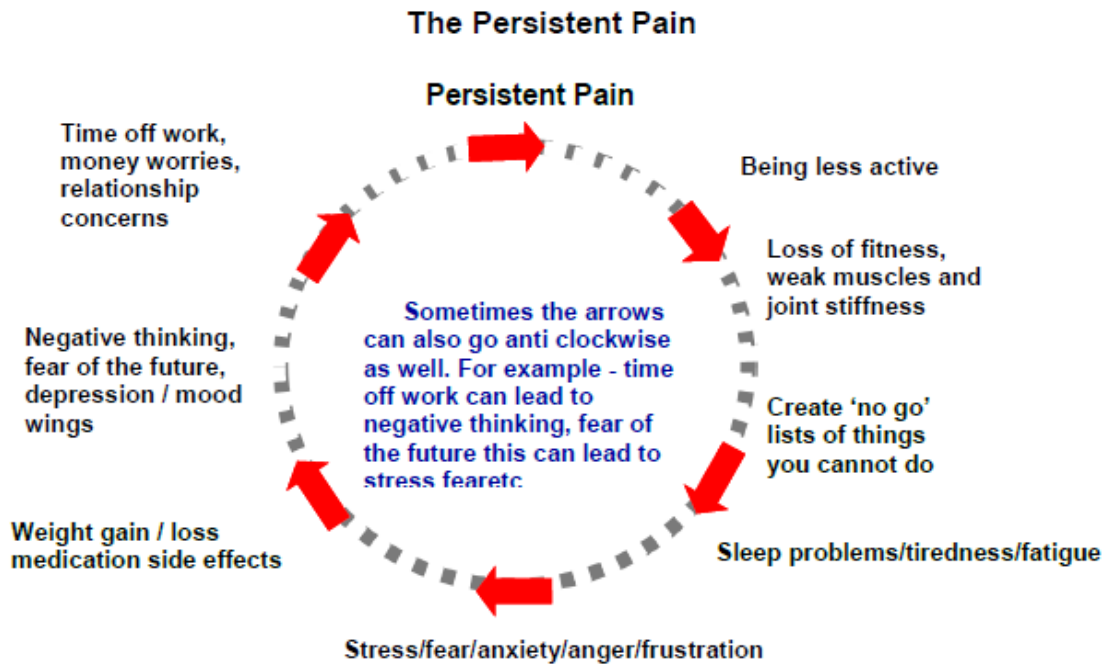 The Persistent Pain
Persistent Pain
Being less active
Loss of fitness,
weak muscles and
joint stiffness
Create ‘no go’
lists of things
you cannot do
Sleep problems/tiredness/fatigue
Stress/fear/anxiety/anger/frustration
Weight gain / loss
medication side effects
Negative thinking,
fear of the future,
depression / mood
wings
Time off work,
money worries,
relationship
concerns
Sometimes the arrows
can also go anti clockwise
as well. For example - time
off work can lead to
negative thinking, fear of
the future this can lead to
stress fearetc